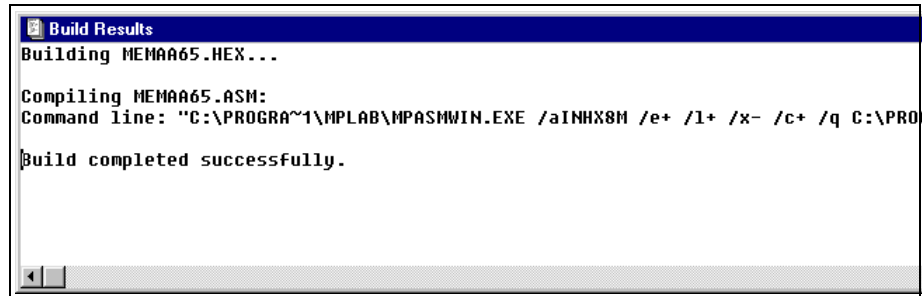 Build Results
Building MEMAA65.HEX...
Compiling MEMAA65.ASM:
Command line: "C:\PROGRA~1\MPLAB\MPASMWIN.EXE /aINHX8M /e+ /l+ /x- /c+ /q C:\PRO
Build completed successfully.